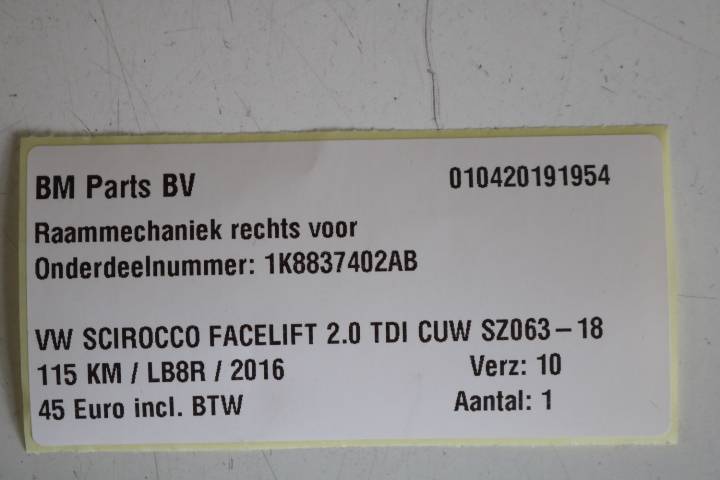 BM Parts BV 010420191954
Raammechaniek rechts voor
Onderdeelnummer: 1K8837402AB
VW SCIROCCO FACELIFT 2.0 TDI CUW SZ063-18
115 KM / LB8R / 2016 Verz: 10
45 Euro incl. BTW Aantal: 1